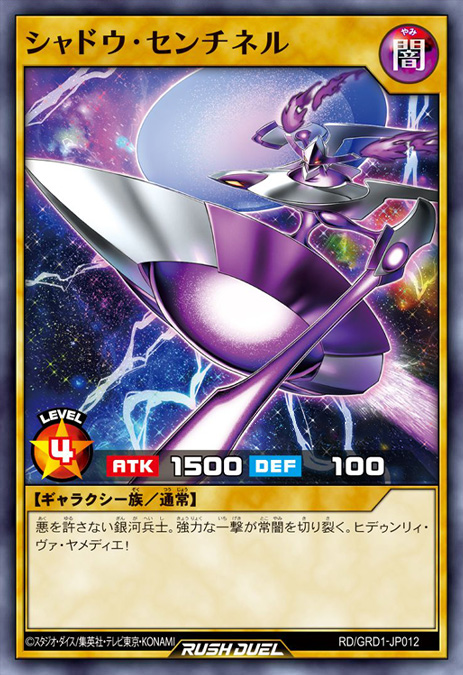 シャドウ・センチネル
やみ
闇
LEVEL
4
ATK 1500 DEF 100
【ギャラクシー族／通常】
悪を許さない銀河兵士。強力な一撃が常闇を切り裂く。ヒデゥンリィ・
ヴァ・ヤメディエ!
©スタジオ・ダイス/集英社・テレビ東京・KONAMI
RUSH DUEL
RD/GRD1-JP012